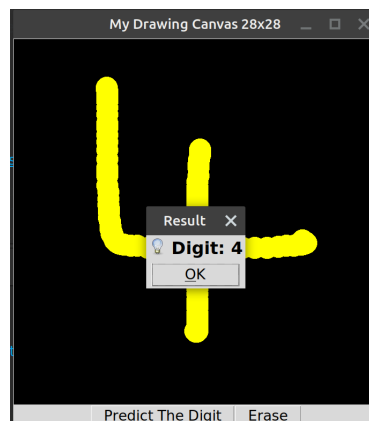 My Drawing Canvas 28x28
Result
Digit: 4
OK
Predict The Digit
Erase